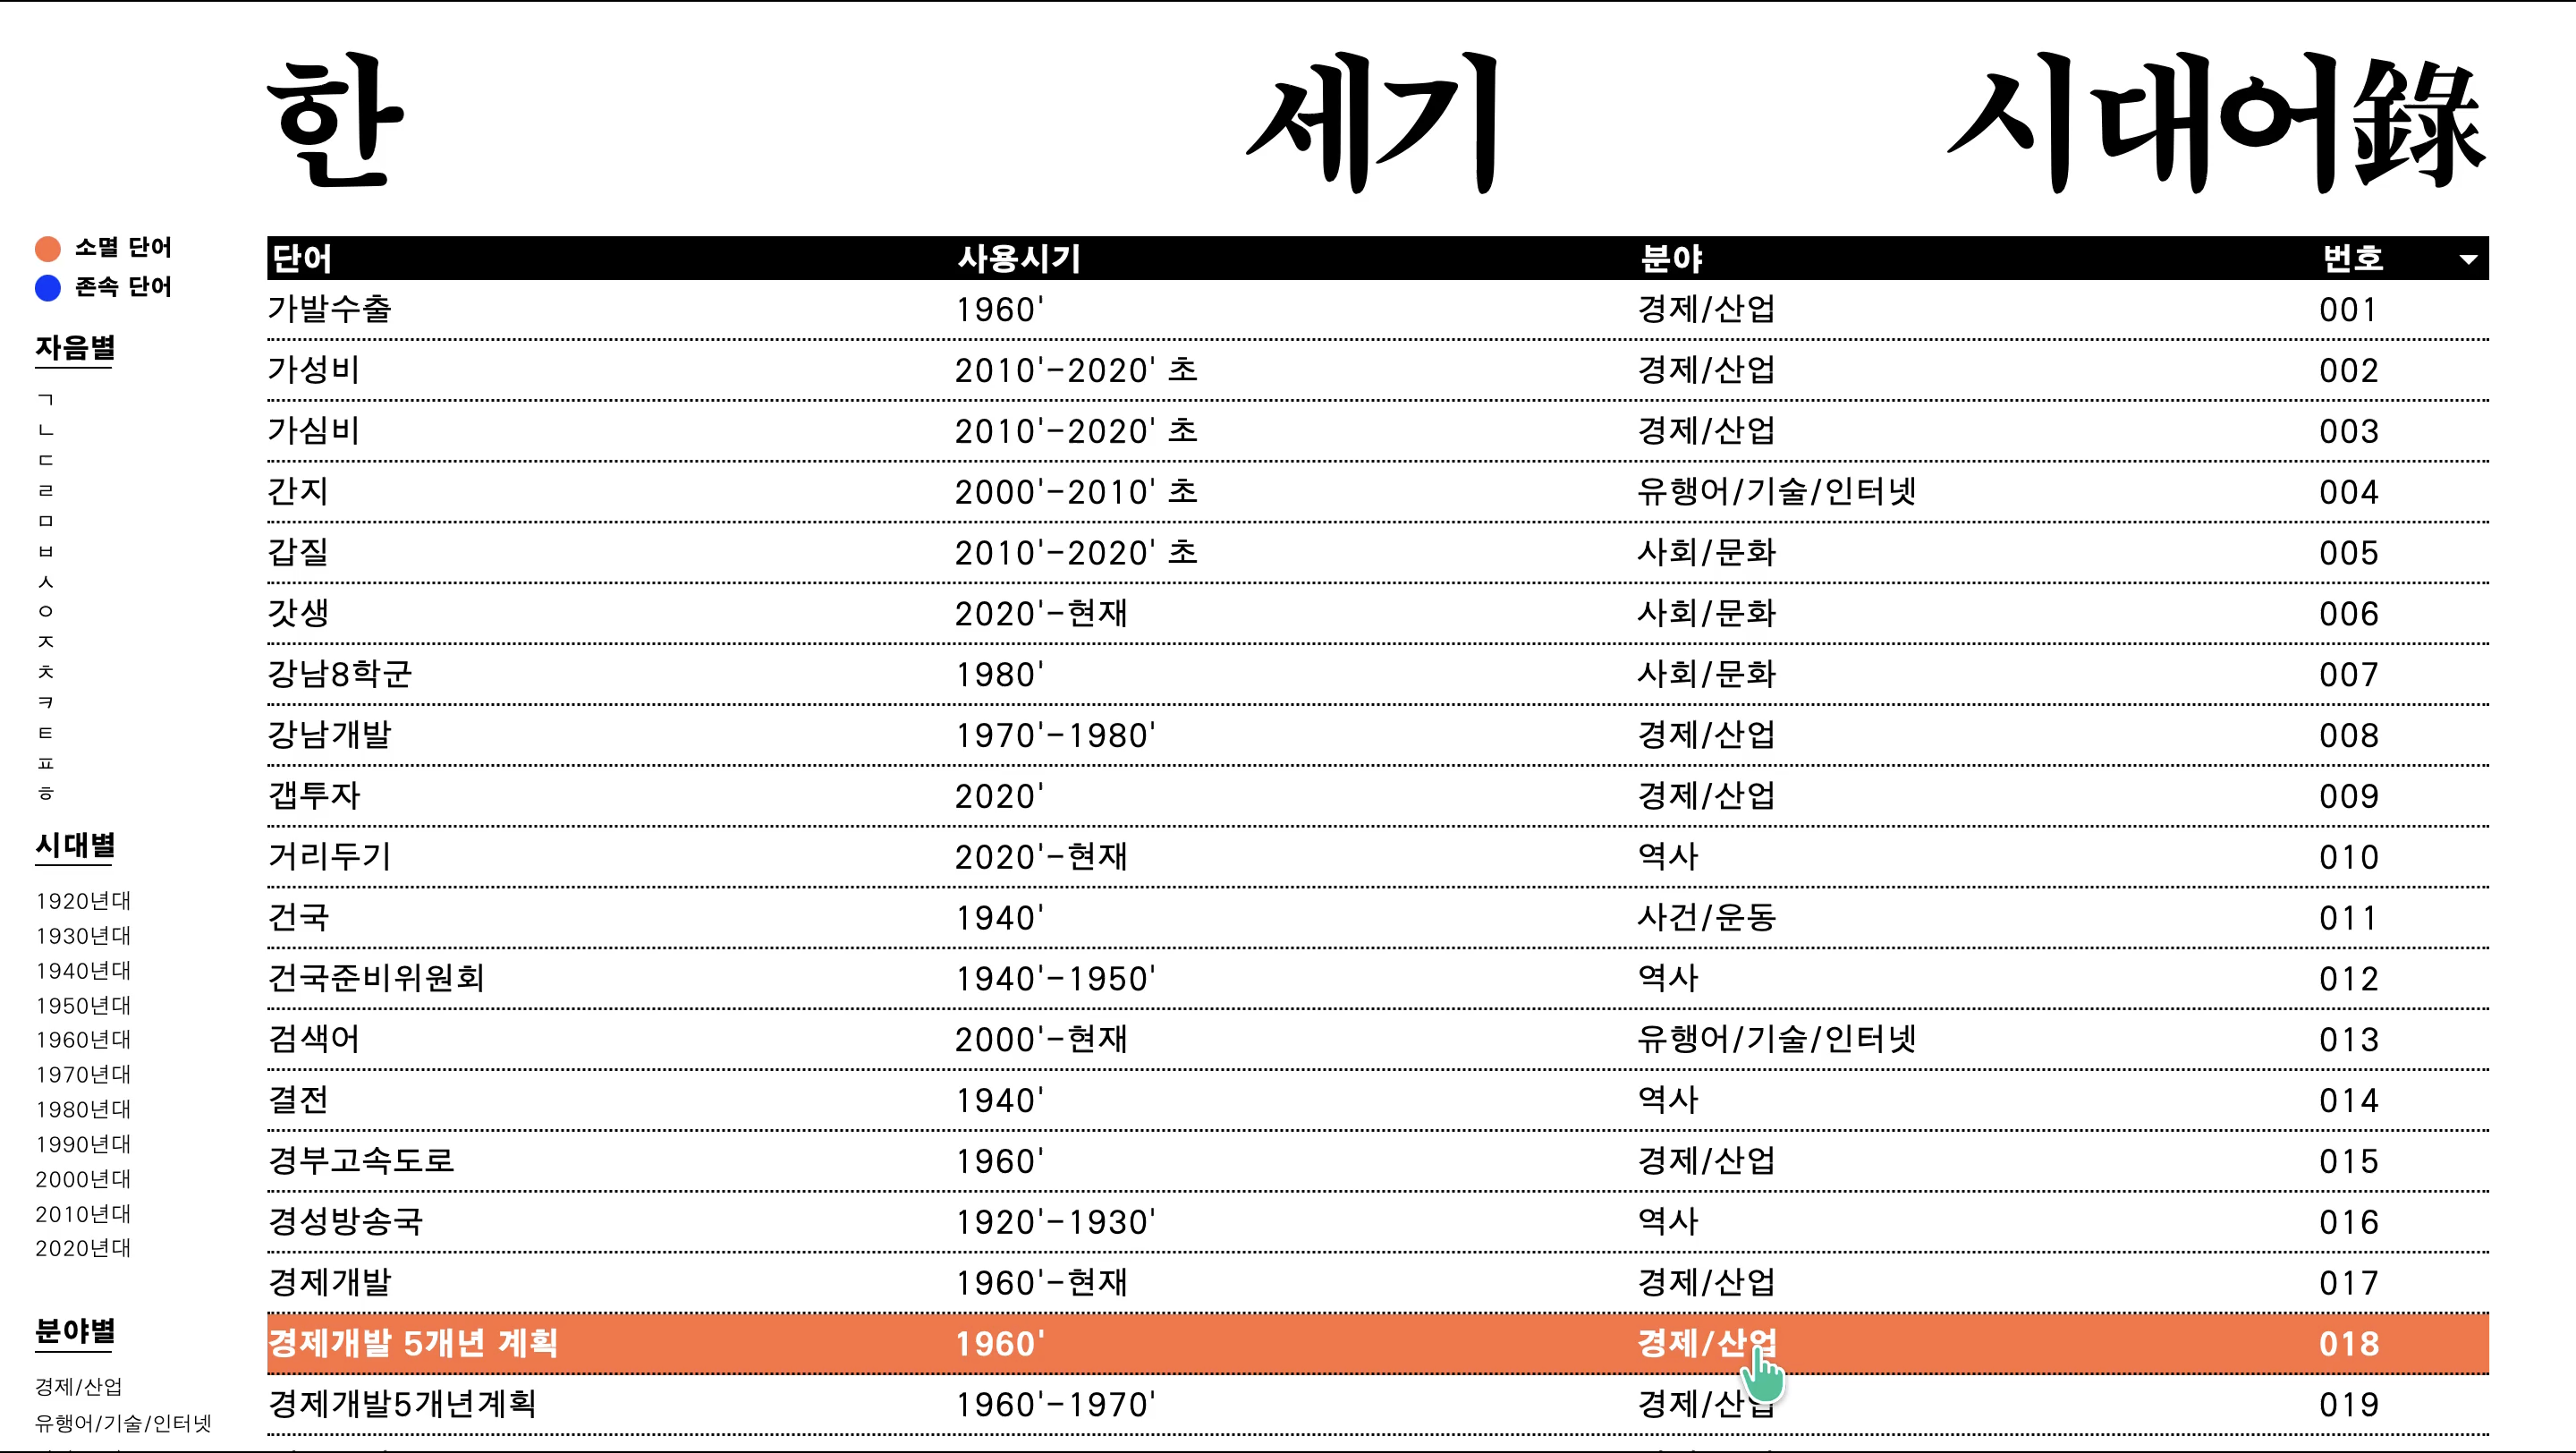 한 세기 시대어錄
소멸 단어
존속 단어
자음별
ㄱ
ㄴ
ㄷ
ㄹ
ㅁ
ㅂ
ㅅ
ㅇ
ㅈ
ㅊ
ㅋ
ㅌ
ㅍ
ㅎ
시대별
1920년대
1930년대
1940년대
1950년대
1960년대
1970년대
1980년대
1990년대
2000년대
2010년대
2020년대
분야별
경제/산업
유행어/기술/인터넷
단어 사용시기 분야 번호
가발수출 1960' 경제/산업 001
가성비 2010'-2020' 초 경제/산업 002
가심비 2010'-2020' 초 경제/산업 003
간지 2000'-2010' 초 유행어/기술/인터넷 004
갑질 2010'-2020' 초 사회/문화 005
갓생 2020'-현재 사회/문화 006
강남8학군 1980' 사회/문화 007
강남개발 1970'-1980' 경제/산업 008
갭투자 2020' 경제/산업 009
거리두기 2020'-현재 역사 010
건국 1940' 사건/운동 011
건국준비위원회 1940'-1950' 역사 012
검색어 2000'-현재 유행어/기술/인터넷 013
결전 1940' 역사 014
경부고속도로 1960' 경제/산업 015
경성방송국 1920'-1930' 역사 016
경제개발 1960'-현재 경제/산업 017
경제개발 5개년 계획 1960' 경제/산업 018
경제개발5개년계획 1960'-1970' 경제/산업 019